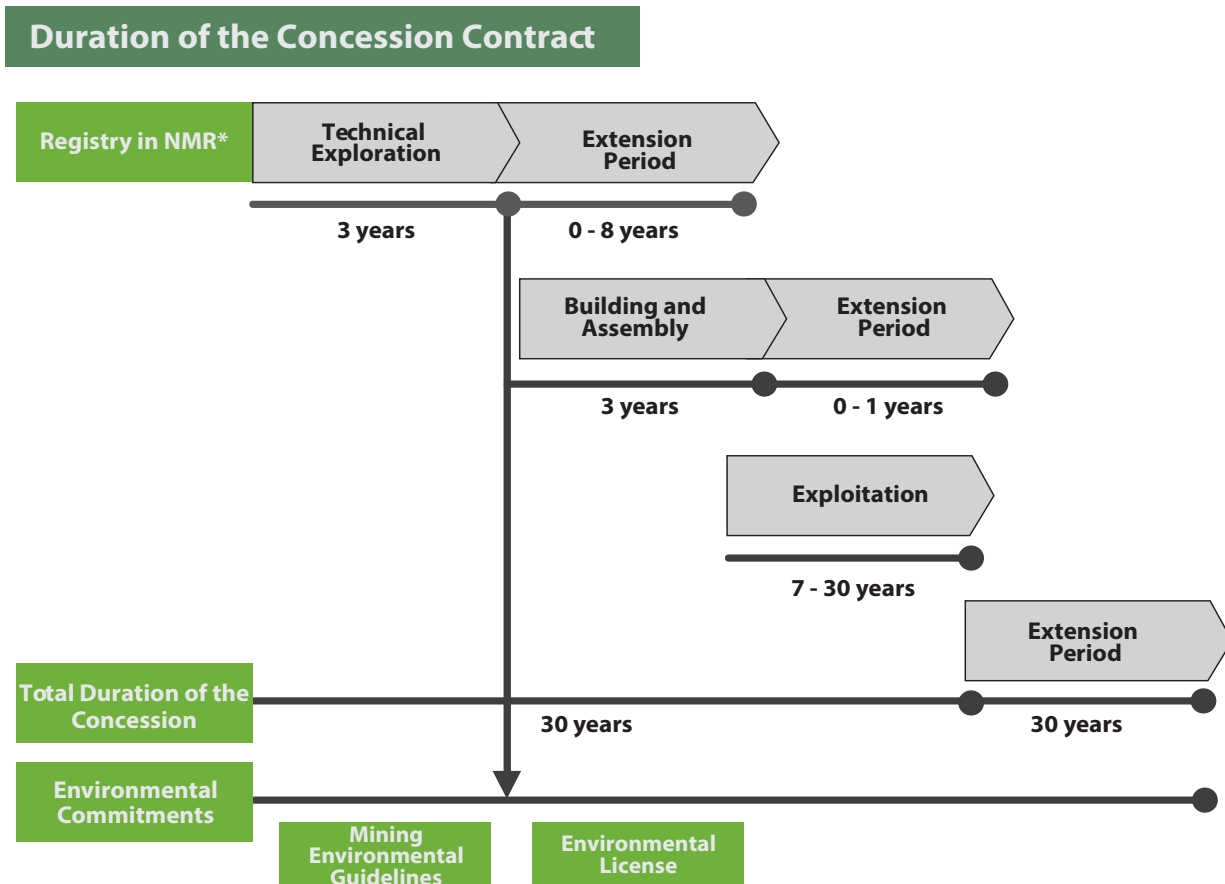 Duration of the Concession Contract
Registry in NMR*
Technical
Exploration
Extension
Period
3 years
0 - 8 years
Building and
Assembly
Extension
Period
3 years
0 - 1 years
Exploitation
7 - 30 years
Extension
Period
Total Duration of the
Concession
30 years
30 years
Environmental
Commitments
Mining
Environmental
Guidelines
Environmental
License